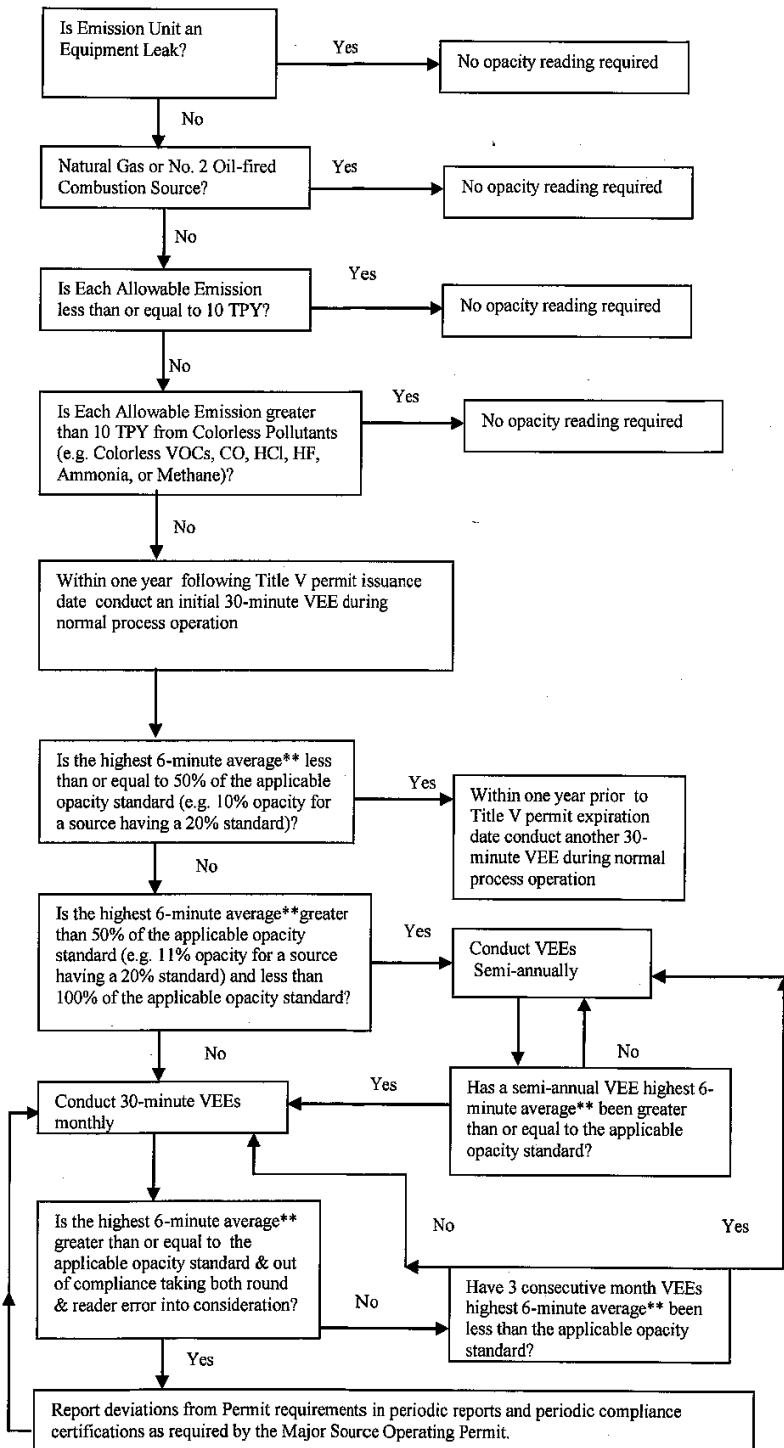 Is Emission Unit an
Equipment Leak?
Yes
No opacity reading required
No
Natural Gas or No. 2 Oil-fired
Combustion Source?
Yes
No opacity reading required
No
Is Each Allowable Emission
less than or equal to 10 TPY?
Yes
No opacity reading required
No
Is Each Allowable Emission greater
than 10 TPY from Colorless Pollutants
(e.g. Colorless VOCs, CO, HCl, HF,
Ammonia, or Methane)?
Yes
No opacity reading required
No
Within one year following Title V permit issuance
date conduct an initial 30-minute VEE during
normal process operation
Is the highest 6-minute average** less
than or equal to 50% of the applicable
opacity standard (e.g. 10% opacity for
a source having a 20% standard)?
Yes
Within one year prior to
Title V permit expiration
date conduct another 30-
minute VEE during normal
process operation
No
Is the highest 6-minute average**greater
than 50% of the applicable opacity
standard (e.g. 11% opacity for a source
having a 20% standard) and less than
100% of the applicable opacity standard?
Yes
Conduct VEEs
Semi-annually
No
No
Has a semi-annual VEE highest 6-
minute average** been greater
than or equal to the applicable
opacity standard?
Yes
Conduct 30-minute VEEs
monthly
Is the highest 6-minute average**
greater than or equal to the
applicable opacity standard & out
of compliance taking both round
& reader error into consideration?
No
Yes
No
Have 3 consecutive month VEEs
highest 6-minute average** been
less than the applicable opacity
standard?
Yes
Report deviations from Permit requirements in periodic reports and periodic compliance
certifications as required by the Major Source Operating Permit.